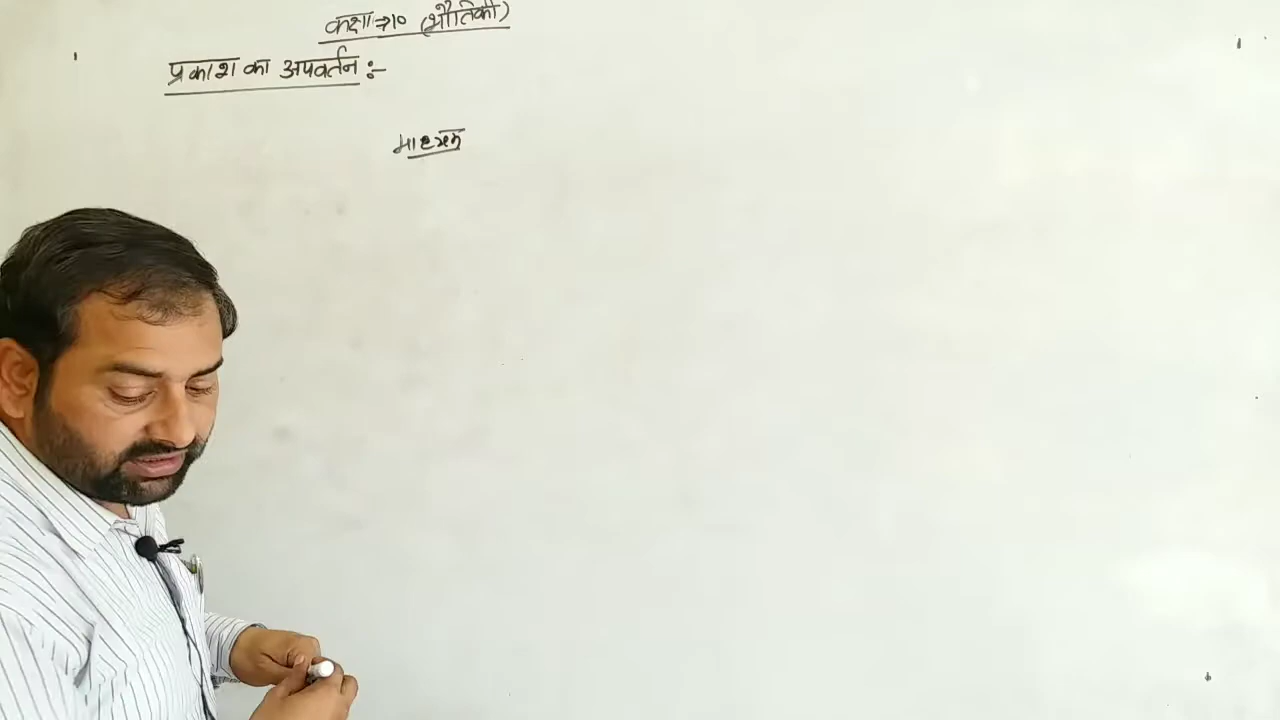 कक्षा→10 (भौतिकी)
प्रकाश का अपवर्तन :-
माध्यम